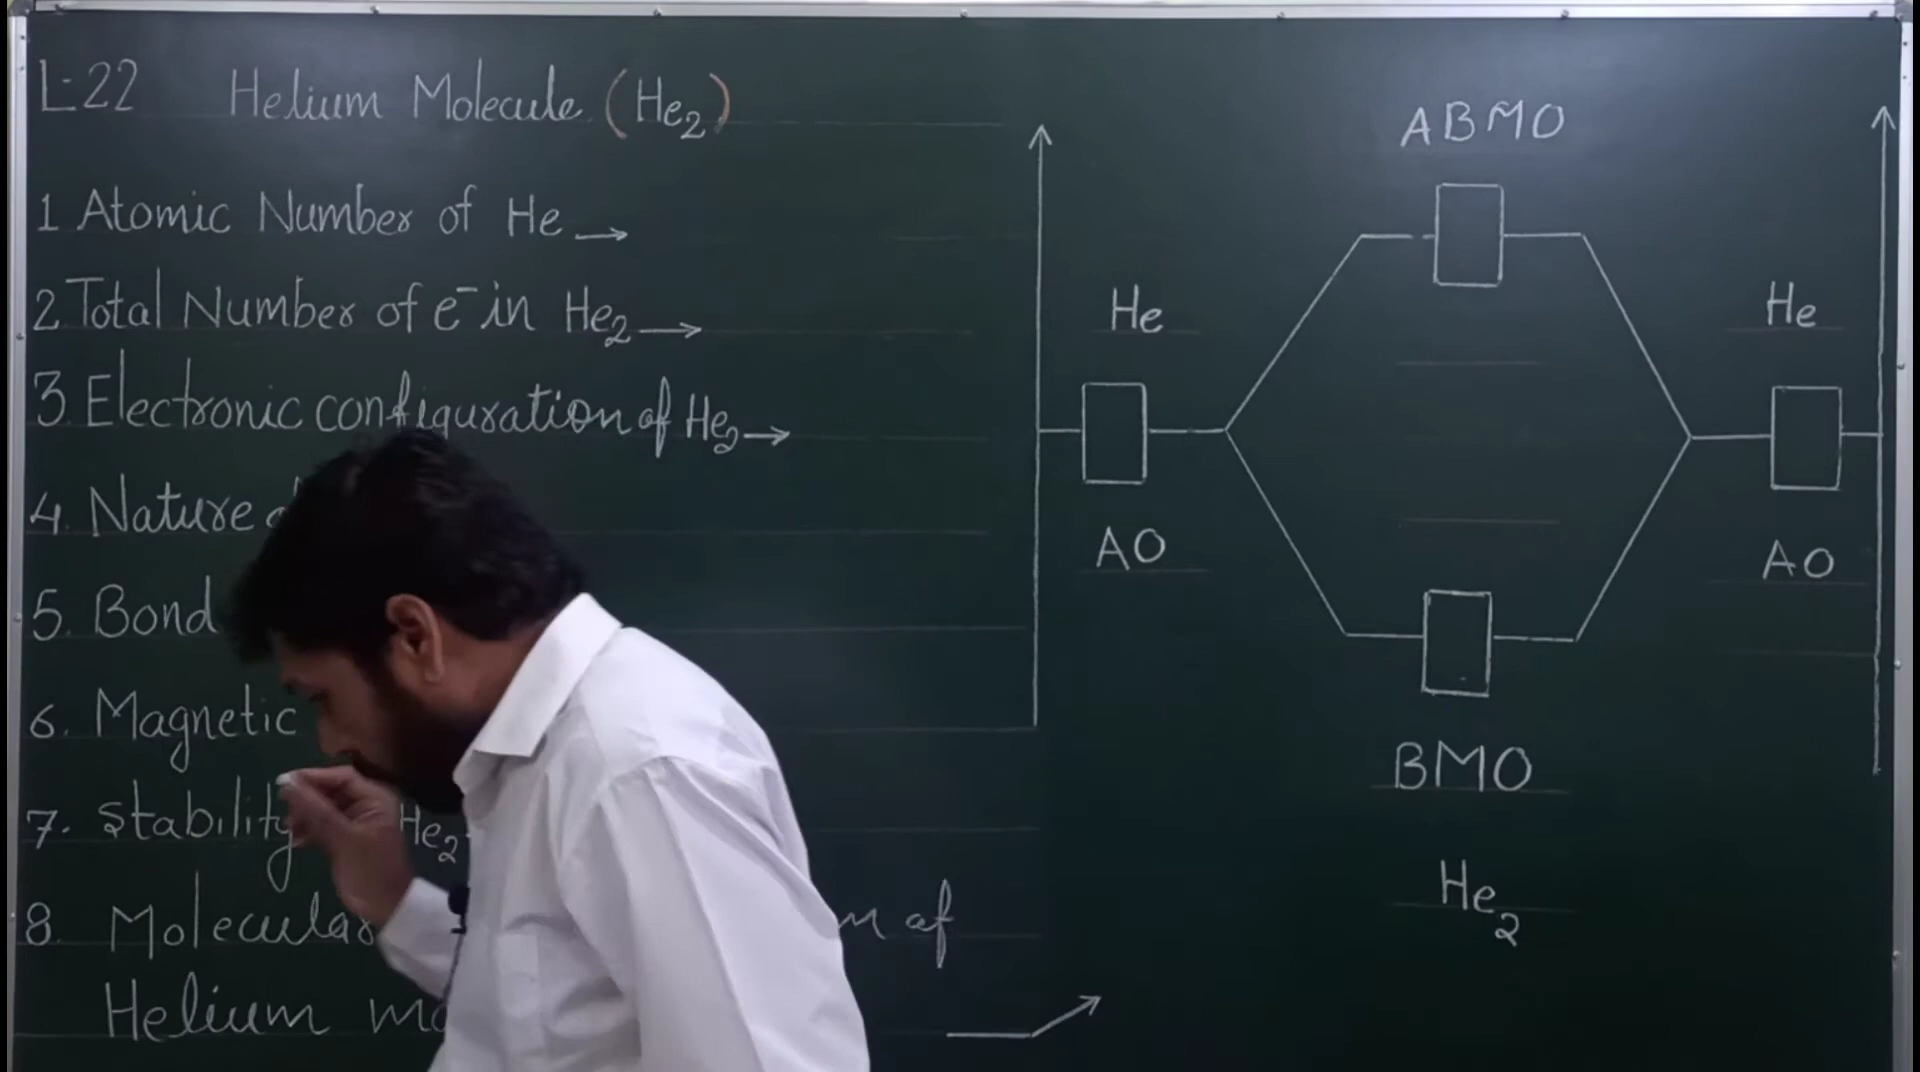 L-22 Helium Molecule (He2)
1 Atomic Number of He →
2. Total Number of e⁻ in He2 →
3. Electronic configuration of He2 →
4. Nature
5. Bond
6. Magnetic
7. Stability He2
8. Molecular of
Helium
ABMO
He
He
AO
AO
BMO
He2